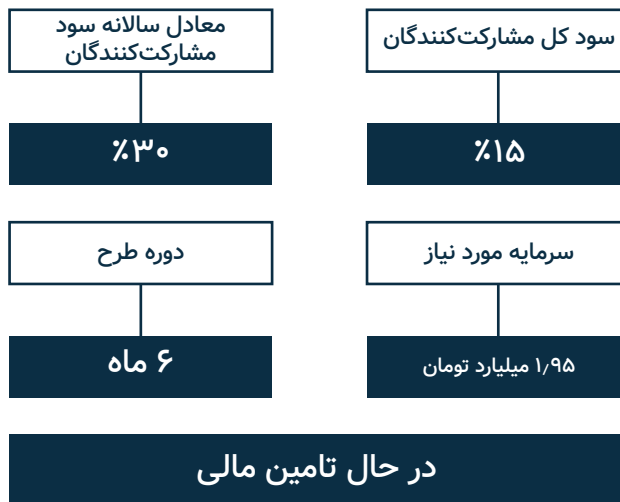 سود کل مشارکت‌کنندگان
معادل سالانه سود
مشارکت‌کنندگان
٪۱۵
٪۳۰
سرمایه مورد نیاز
دوره طرح
۱٫۹۵ میلیارد تومان
۶ ماه
در حال تامین مالی